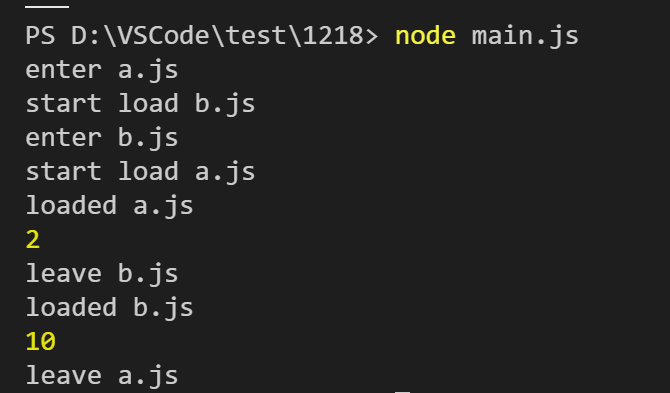 PS D:\VSCode\test\1218> node main.js
enter a.js
start load b.js
enter b.js
start load a.js
loaded a.js
2
leave b.js
loaded b.js
10
leave a.js